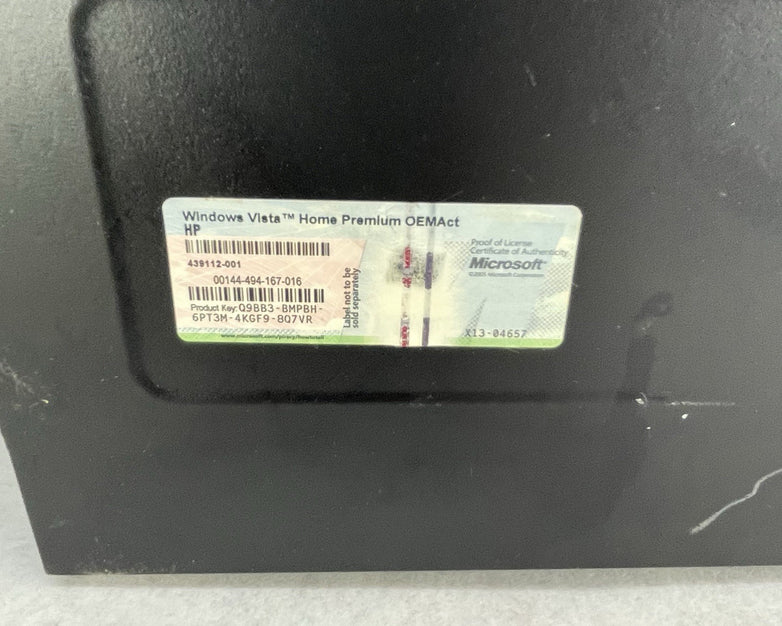 Windows Vista™ Home Premium OEMAct
HP
439112-001
00144-494-167-016
Product Key: Q9BB3-BMPBH-
6PT3M-4KGF9-8Q7VR
www.microsoft.com/piracy/howtotell
Label not to be
sold separately
Proof of License
Certificate of Authenticity
Microsoft®
©2005 Microsoft Corporation
X13-04657